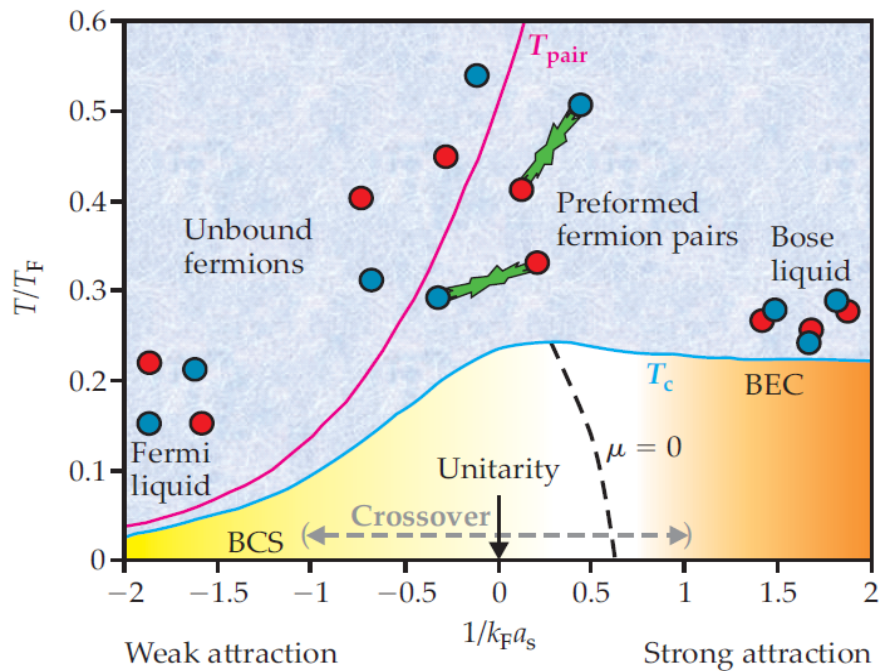 0.6
0.5
0.4
0.3
0.2
0.1
0
T/T_F
T_pair
Unbound
fermions
Preformed
fermion pairs
Bose
liquid
Fermi
liquid
T_c
BEC
μ = 0
Unitarity
Crossover
BCS
−2 −1.5 −1 −0.5 0 0.5 1 1.5 2
1/k_F a_s
Weak attraction
Strong attraction